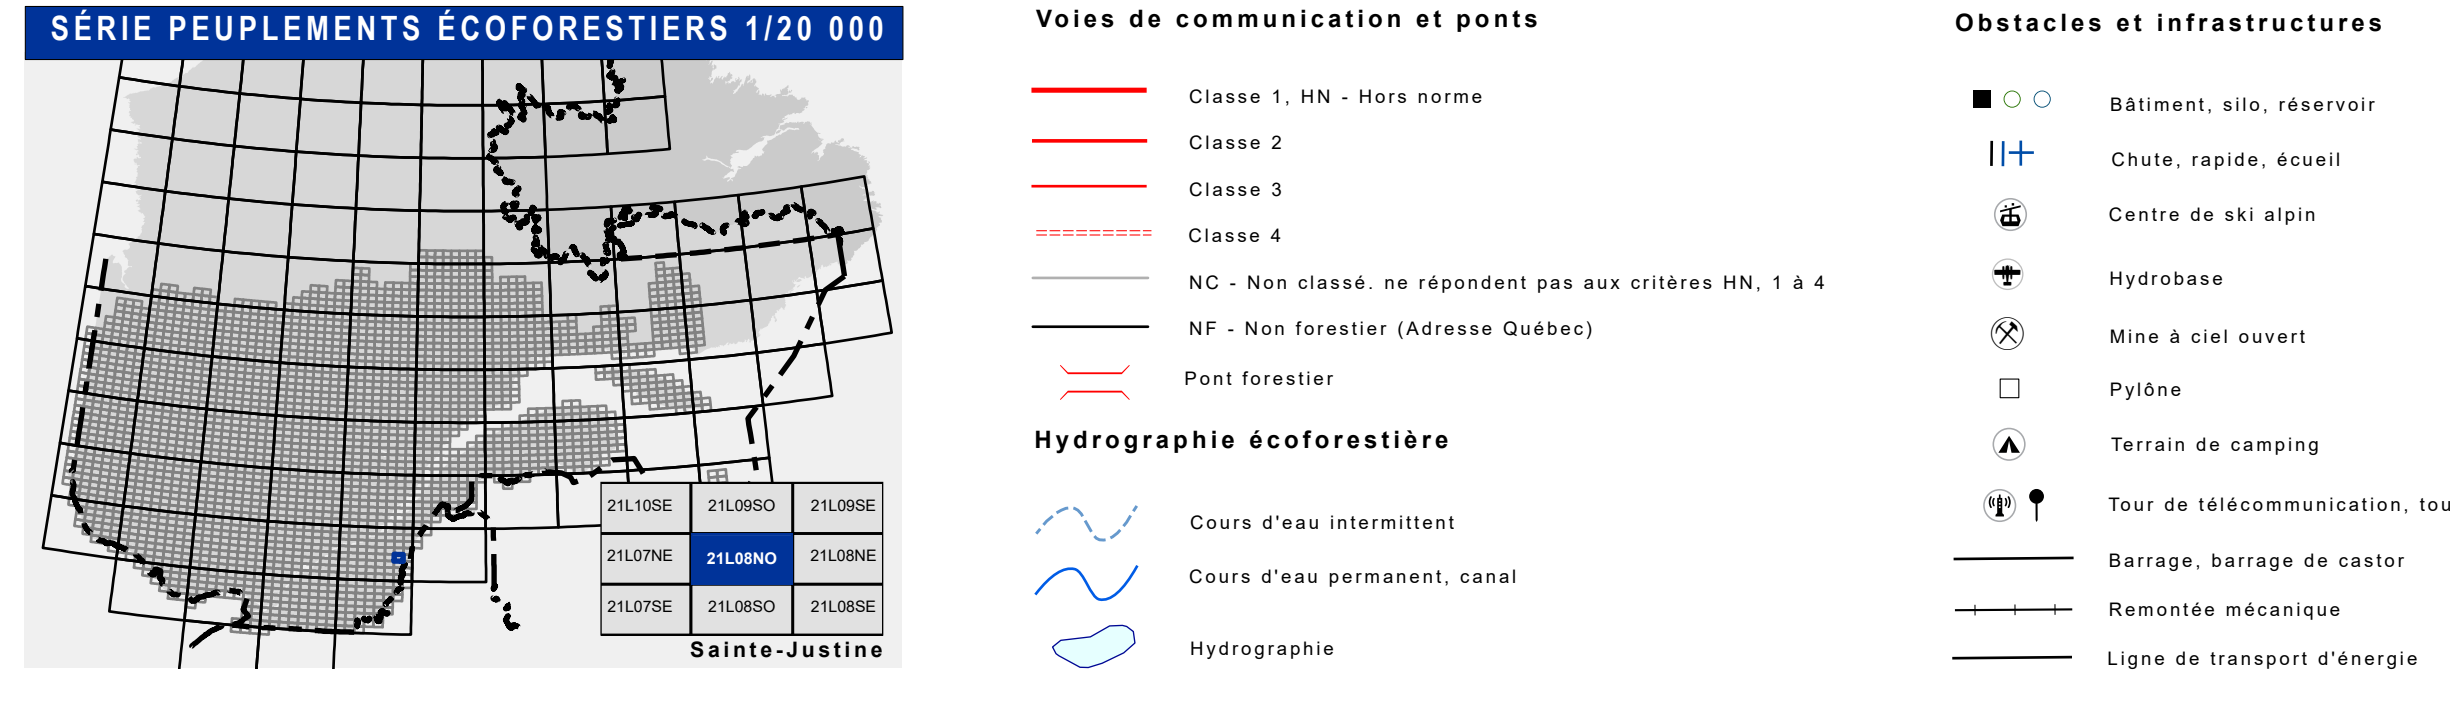 SÉRIE PEUPLEMENTS ÉCOFORESTIERS 1/20 000
21L10SE 21L09SO 21L09SE
21L07NE 21L08NO 21L08NE
21L07SE 21L08SO 21L08SE
Sainte-Justine
Voies de communication et ponts
Classe 1, HN - Hors norme
Classe 2
Classe 3
Classe 4
NC - Non classé. ne répondent pas aux critères HN, 1 à 4
NF - Non forestier (Adresse Québec)
Pont forestier
Hydrographie écoforestière
Cours d'eau intermittent
Cours d'eau permanent, canal
Hydrographie
Obstacles et infrastructures
Bâtiment, silo, réservoir
Chute, rapide, écueil
Centre de ski alpin
Hydrobase
Mine à ciel ouvert
Pylône
Terrain de camping
Tour de télécommunication, tou
Barrage, barrage de castor
Remontée mécanique
Ligne de transport d'énergie